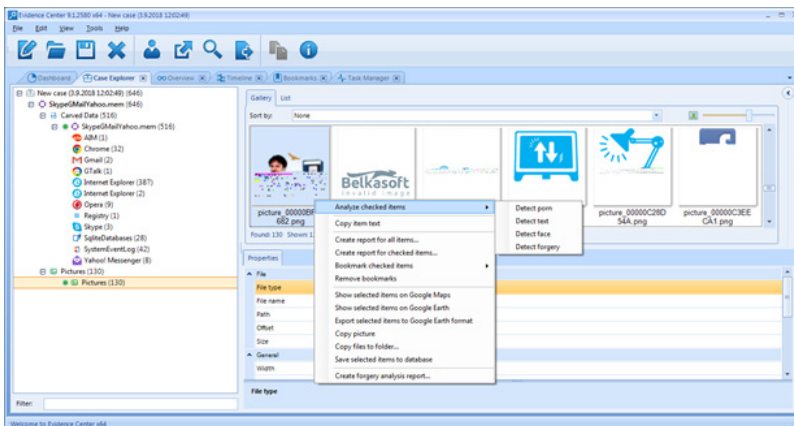 Evidence Center 9.1.2580 x64 - New case (3.9.2018 12:02:49)
File Edit View Tools Help
Dashboard Case Explorer Overview Timeline Bookmarks Task Manager
New case (3.9.2018 12:02:49) (646)
SkypeGMailYahoo.mem (646)
Carved Data (516)
SkypeGMailYahoo.mem (516)
AIM (1)
Chrome (32)
Gmail (2)
GTalk (1)
Internet Explorer (387)
Internet Explorer (2)
Opera (9)
Registry (1)
Skype (3)
SqliteDatabases (28)
SystemEventLog (42)
Yahoo! Messenger (8)
Pictures (130)
Pictures (130)
Filter:
Gallery List
Sort by: None
Belkasoft
invalid image
682.png
picture_00000C28D
54A.png
picture_00000C3EE
CA1.png
Found: 130 Shown:
Analyze checked items
Copy item text
Create report for all items...
Create report for checked items...
Bookmark checked items
Remove bookmarks
Show selected items on Google Maps
Show selected items on Google Earth
Export selected items to Google Earth format
Copy picture
Copy files to folder...
Save selected items to database
Create forgery analysis report...
Detect porn
Detect text
Detect face
Detect forgery
Properties
File
File type
File name
Path
Offset
Size
General
Width
File type
Welcome to Evidence Center x64